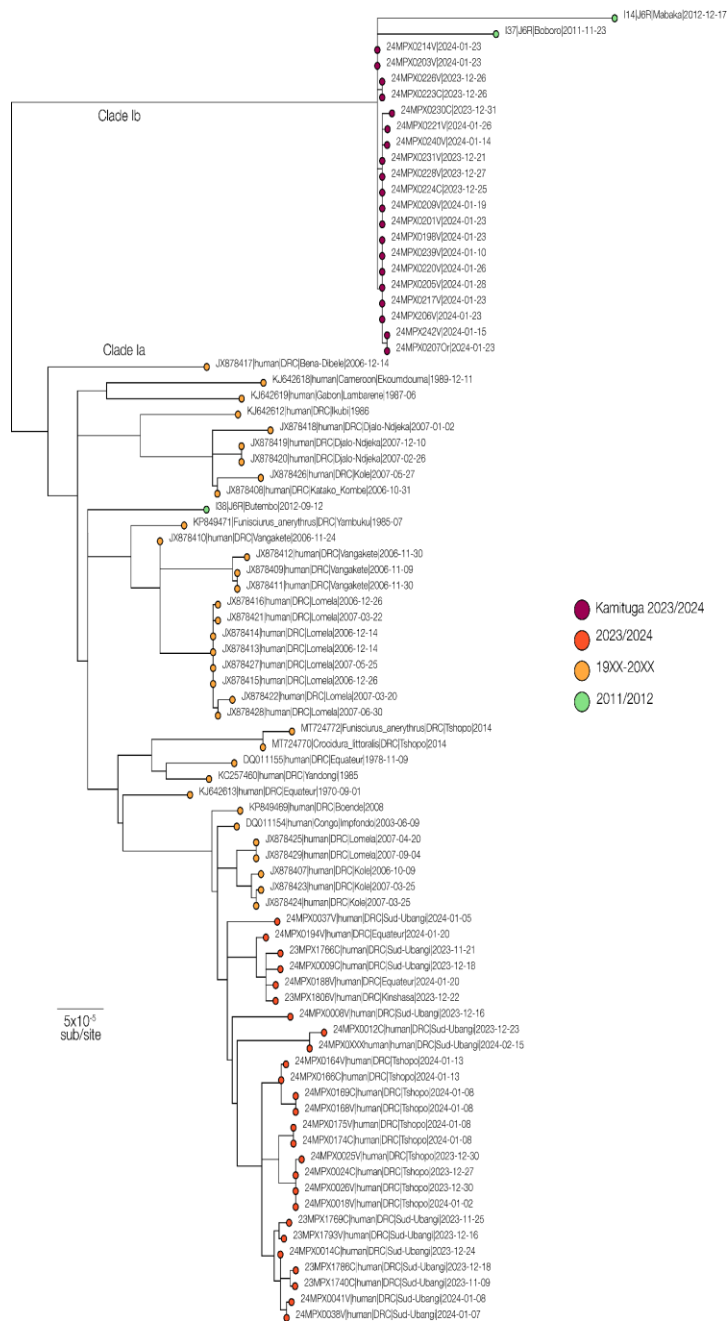 I14|J6R|Mabaka|2012-12-17
I37|J6R|Boboro|2011-11-23
24MPX0214V|2024-01-23
24MPX0203V|2024-01-23
24MPX0226V|2023-12-26
24MPX0223C|2023-12-26
24MPX0230C|2023-12-31
Clade Ib
24MPX0221V|2024-01-26
24MPX0240V|2024-01-14
24MPX0231V|2023-12-21
24MPX0228V|2023-12-27
24MPX0224C|2023-12-25
24MPX0209V|2024-01-19
24MPX0201V|2024-01-23
24MPX0198V|2024-01-23
24MPX0239V|2024-01-10
24MPX0220V|2024-01-26
24MPX0205V|2024-01-28
24MPX0217V|2024-01-23
24MPX206V|2024-01-23
24MPX242V|2024-01-15
24MPX0207Or|2024-01-23
Clade Ia
JX878417|human|DRC|Bena-Dibele|2006-12-14
KJ642618|human|Cameroon|Ekoumdouma|1989-12-11
KJ642619|human|Gabon|Lambarene|1987-06
KJ642612|human|DRC|Ikubi|1986
JX878418|human|DRC|Djalo-Ndjeka|2007-01-02
JX878419|human|DRC|Djalo-Ndjeka|2007-12-10
JX878420|human|DRC|Djalo-Ndjeka|2007-02-26
JX878426|human|DRC|Kole|2007-05-27
JX878408|human|DRC|Katako_Kombe|2006-10-31
I38|J6R|Butembo|2012-09-12
KP849471|Funisciurus_anerythrus|DRC|Yambuku|1985-07
JX878410|human|DRC|Vangakete|2006-11-24
JX878412|human|DRC|Vangakete|2006-11-30
JX878409|human|DRC|Vangakete|2006-11-09
JX878411|human|DRC|Vangakete|2006-11-30
JX878416|human|DRC|Lomela|2006-12-26
JX878421|human|DRC|Lomela|2007-03-22
JX878414|human|DRC|Lomela|2006-12-14
JX878413|human|DRC|Lomela|2006-12-14
JX878427|human|DRC|Lomela|2007-05-25
JX878415|human|DRC|Lomela|2006-12-26
JX878422|human|DRC|Lomela|2007-03-20
JX878428|human|DRC|Lomela|2007-06-30
Kamituga 2023/2024
2023/2024
19XX-20XX
2011/2012
MT724772|Funisciurus_anerythrus|DRC|Tshopo|2014
MT724770|Crocidura_littoralis|DRC|Tshopo|2014
DQ011155|human|DRC|Equateur|1978-11-09
KC257460|human|DRC|Yandongi|1985
KJ642613|human|DRC|Equateur|1970-09-01
KP849469|human|DRC|Boende|2008
DQ011154|human|Congo|Impfondo|2003-06-09
JX878425|human|DRC|Lomela|2007-04-20
JX878429|human|DRC|Lomela|2007-09-04
JX878407|human|DRC|Kole|2006-10-09
JX878423|human|DRC|Kole|2007-03-25
JX878424|human|DRC|Kole|2007-03-25
24MPX0037V|human|DRC|Sud-Ubangi|2024-01-05
24MPX0194V|human|DRC|Equateur|2024-01-20
23MPX1766C|human|DRC|Sud-Ubangi|2023-11-21
24MPX0009C|human|DRC|Sud-Ubangi|2023-12-18
24MPX0188V|human|DRC|Equateur|2024-01-20
23MPX1806V|human|DRC|Kinshasa|2023-12-22
5x10-5
sub/site
24MPX0008V|human|DRC|Sud-Ubangi|2023-12-16
24MPX0012C|human|DRC|Sud-Ubangi|2023-12-23
24MPX0XXXhuman|human|DRC|Sud-Ubangi|2024-02-15
24MPX0164V|human|DRC|Tshopo|2024-01-13
24MPX0166C|human|DRC|Tshopo|2024-01-13
24MPX0169C|human|DRC|Tshopo|2024-01-08
24MPX0168V|human|DRC|Tshopo|2024-01-08
24MPX0175V|human|DRC|Tshopo|2024-01-08
24MPX0174C|human|DRC|Tshopo|2024-01-08
24MPX0025V|human|DRC|Tshopo|2023-12-30
24MPX0024C|human|DRC|Tshopo|2023-12-27
24MPX0026V|human|DRC|Tshopo|2023-12-30
24MPX0018V|human|DRC|Tshopo|2024-01-02
23MPX1769C|human|DRC|Sud-Ubangi|2023-11-25
23MPX1793V|human|DRC|Sud-Ubangi|2023-12-16
24MPX0014C|human|DRC|Sud-Ubangi|2023-12-24
23MPX1786C|human|DRC|Sud-Ubangi|2023-12-18
23MPX1740C|human|DRC|Sud-Ubangi|2023-11-09
24MPX0041V|human|DRC|Sud-Ubangi|2024-01-08
24MPX0038V|human|DRC|Sud-Ubangi|2024-01-07